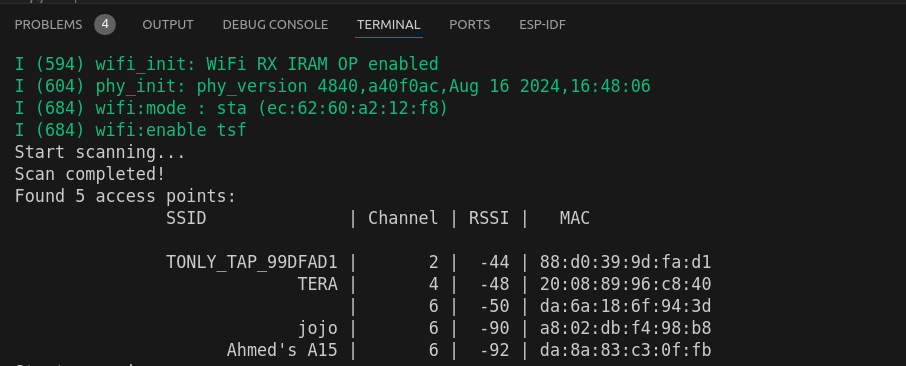 PROBLEMS 4 OUTPUT DEBUG CONSOLE TERMINAL PORTS ESP-IDF
I (594) wifi_init: WiFi RX IRAM OP enabled
I (604) phy_init: phy_version 4840,a40f0ac,Aug 16 2024,16:48:06
I (684) wifi:mode : sta (ec:62:60:a2:12:f8)
I (684) wifi:enable tsf
Start scanning...
Scan completed!
Found 5 access points:
SSID | Channel | RSSI | MAC
TONLY_TAP_99DFAD1 | 2 | -44 | 88:d0:39:9d:fa:d1
TERA | 4 | -48 | 20:08:89:96:c8:40
| 6 | -50 | da:6a:18:6f:94:3d
jojo | 6 | -90 | a8:02:db:f4:98:b8
Ahmed's A15 | 6 | -92 | da:8a:83:c3:0f:fb